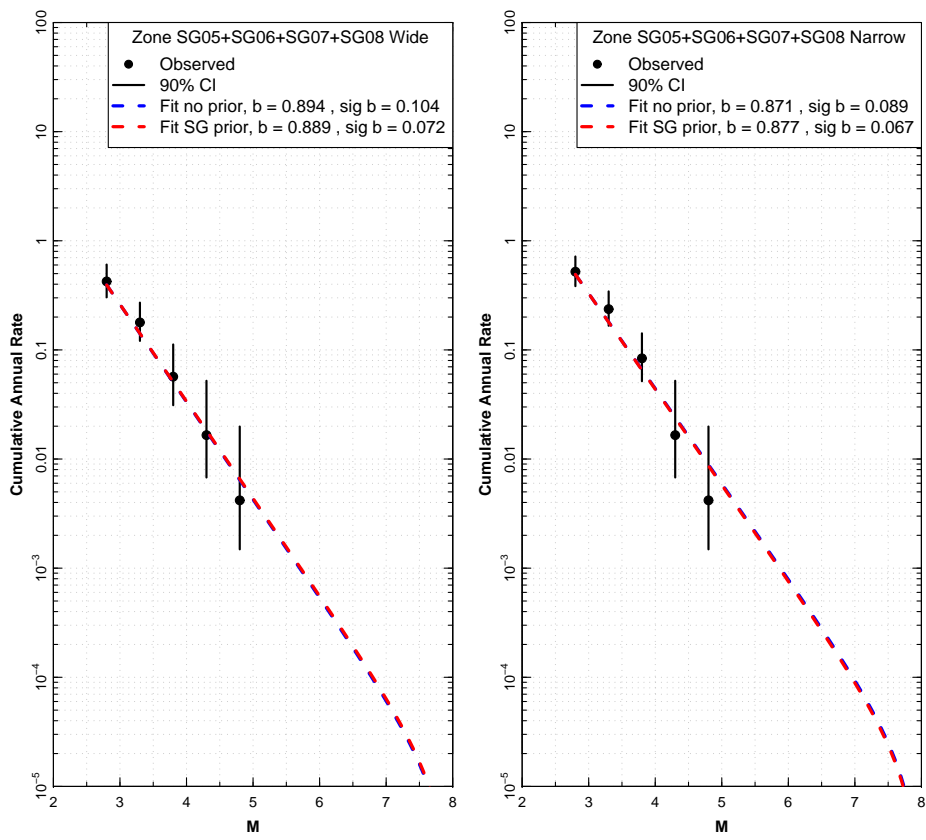 Zone SG05+SG06+SG07+SG08 Wide
Observed
90% CI
Fit no prior, b = 0.894 , sig b = 0.104
Fit SG prior, b = 0.889 , sig b = 0.072
100
10
1
0.1
0.01
10⁻³
10⁻⁴
10⁻⁵
Cumulative Annual Rate
2 3 4 5 6 7 8
M
Zone SG05+SG06+SG07+SG08 Narrow
Observed
90% CI
Fit no prior, b = 0.871 , sig b = 0.089
Fit SG prior, b = 0.877 , sig b = 0.067
100
10
1
0.1
0.01
10⁻³
10⁻⁴
10⁻⁵
Cumulative Annual Rate
2 3 4 5 6 7 8
M